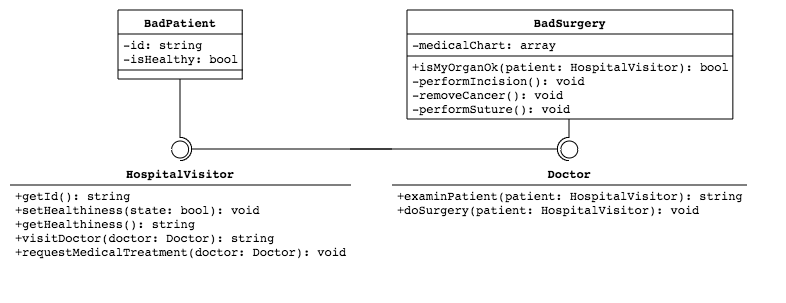 BadPatient
-id: string
-isHealthy: bool
BadSurgery
-medicalChart: array
+isMyOrganOk(patient: HospitalVisitor): bool
-performIncision(): void
-removeCancer(): void
-performSuture(): void
HospitalVisitor
+getId(): string
+setHealthiness(state: bool): void
+getHealthiness(): string
+visitDoctor(doctor: Doctor): string
+requestMedicalTreatment(doctor: Doctor): void
Doctor
+examinPatient(patient: HospitalVisitor): string
+doSurgery(patient: HospitalVisitor): void